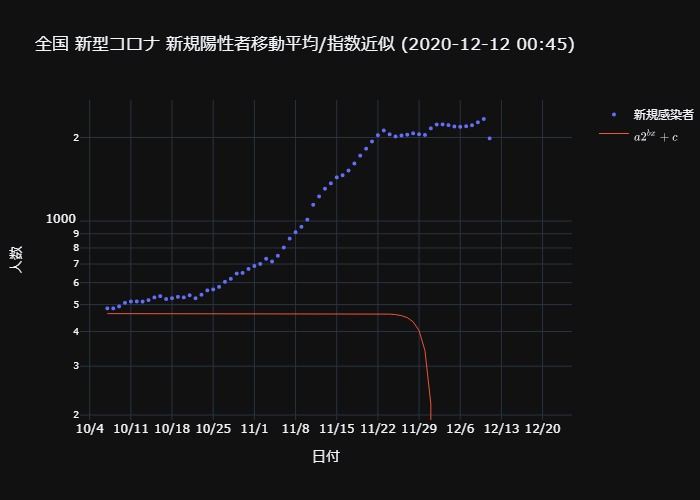 全国 新型コロナ 新規陽性者移動平均/指数近似 (2020-12-12 00:45)
新規感染者
a2^{bx} + c
人数
2
1000
9
8
7
6
5
4
3
2
10/4 10/11 10/18 10/25 11/1 11/8 11/15 11/22 11/29 12/6 12/13 12/20
日付